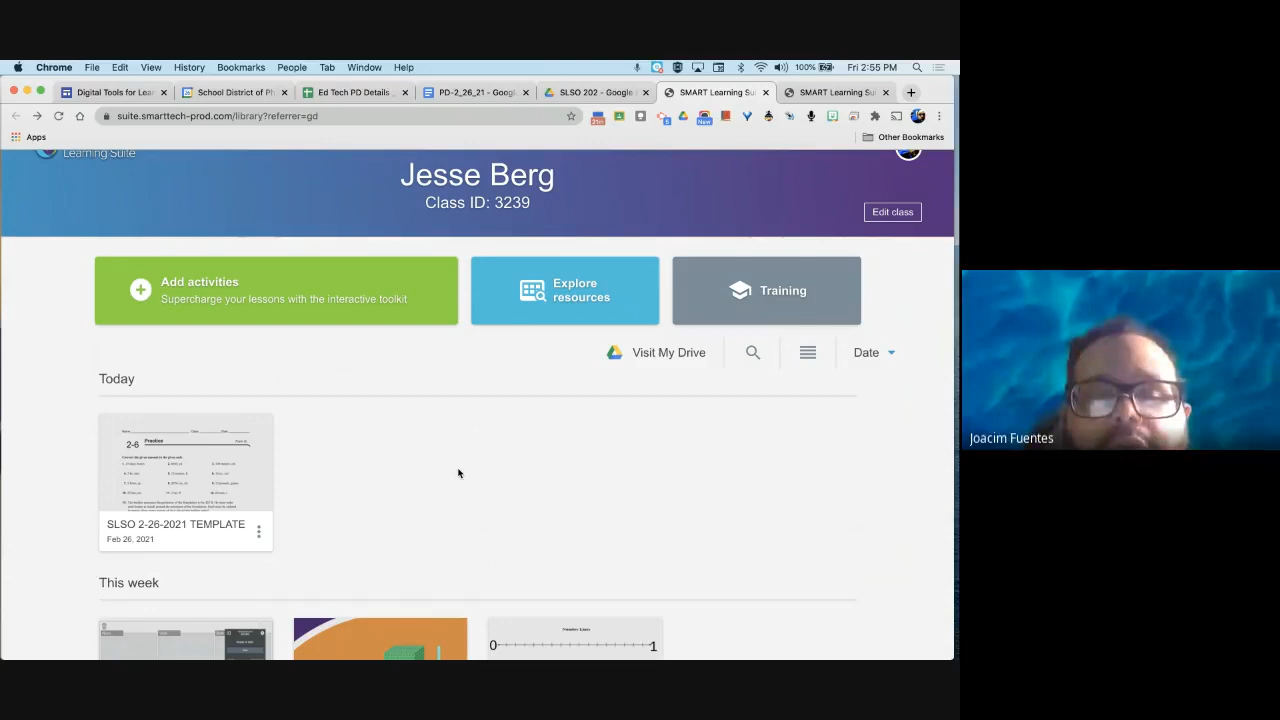 Chrome File Edit View History Bookmarks People Tab Window Help 100% Fri 2:55 PM
Digital Tools for Lea School District of Ph Ed Tech PD Details PD-2_26_21 - Googl SLSO 202 - Google SMART Learning Sui SMART Learning Sui
suite.smarttech-prod.com/library?referrer=gd
Apps Other Bookmarks
Learning Suite
Jesse Berg
Class ID: 3239
Edit class
Add activities
Supercharge your lessons with the interactive toolkit
Explore
resources
Training
Visit My Drive Date
Today
2-6 Practice
SLSO 2-26-2021 TEMPLATE
Feb 26, 2021
This week
0 1
Joacim Fuentes